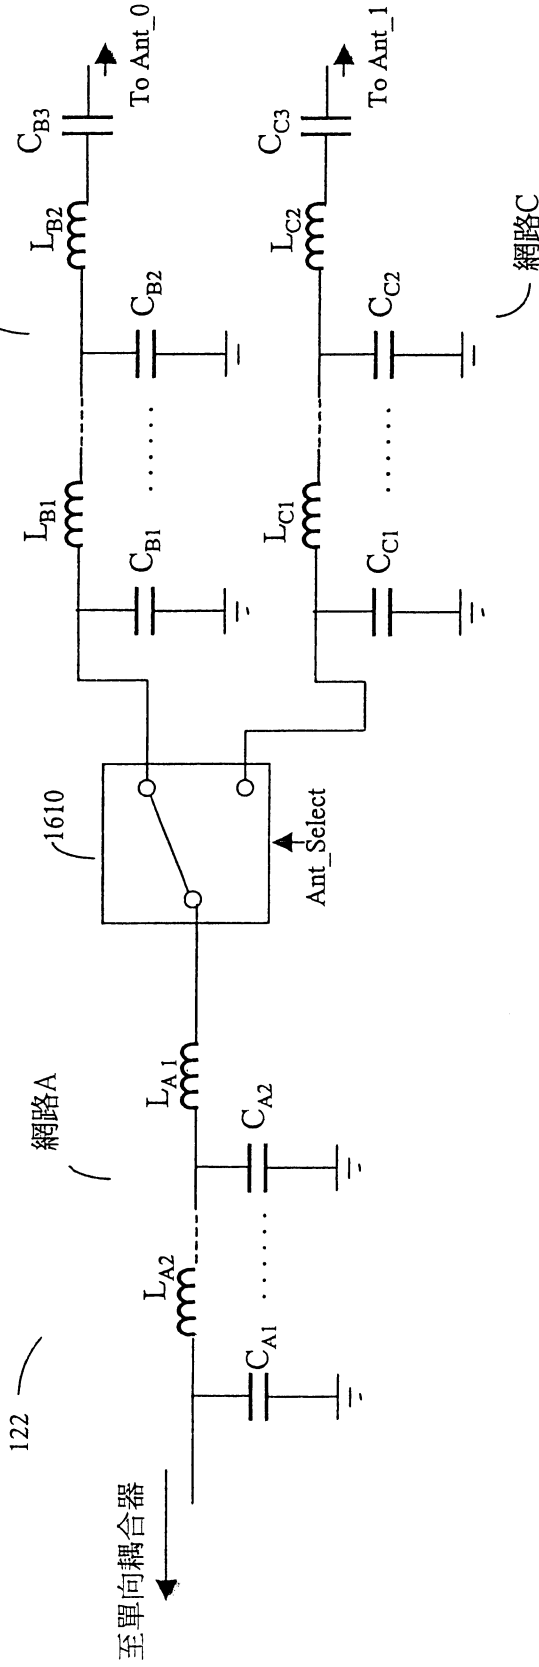 122
至單向耦合器
網路A
C_A1
L_A2
C_A2
L_A1
1610
Ant_Select
C_B1
L_B1
C_B2
L_B2
C_B3
To Ant_0
C_C1
L_C1
C_C2
L_C2
C_C3
To Ant_1
網路C